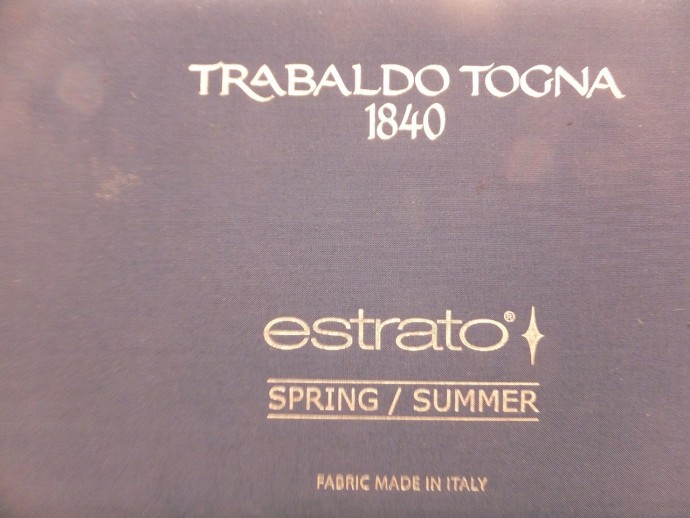 TRABALDO TOGNA
1840
estrato®
SPRING / SUMMER
FABRIC MADE IN ITALY